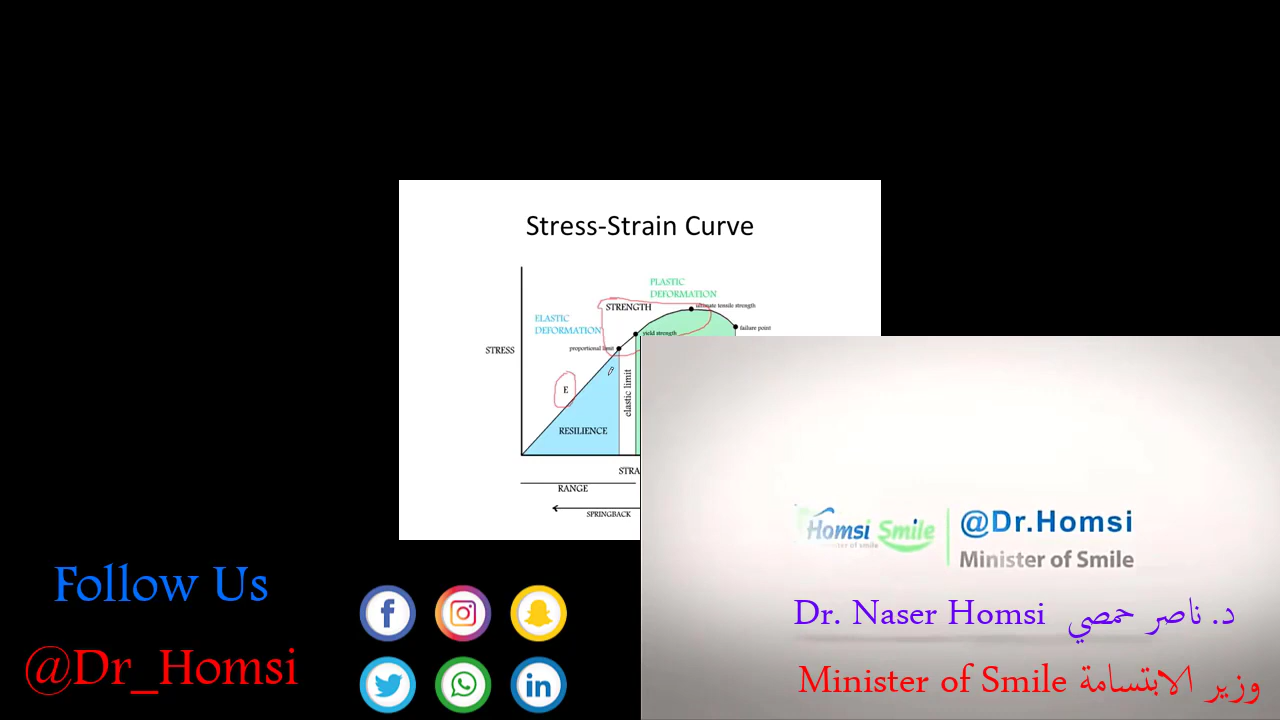 Stress-Strain Curve
PLASTIC
DEFORMATION
STRENGTH
ultimate tensile strength
ELASTIC
DEFORMATION
yield strength
failure point
proportional limit
STRESS
E
elastic limit
RESILIENCE
STRA
RANGE
SPRINGBACK
Homsi Smile
@Dr.Homsi
Minister of Smile
Follow Us
@Dr_Homsi
Dr. Naser Homsi د. ناصر حمصي
Minister of Smile وزير الابتسامة